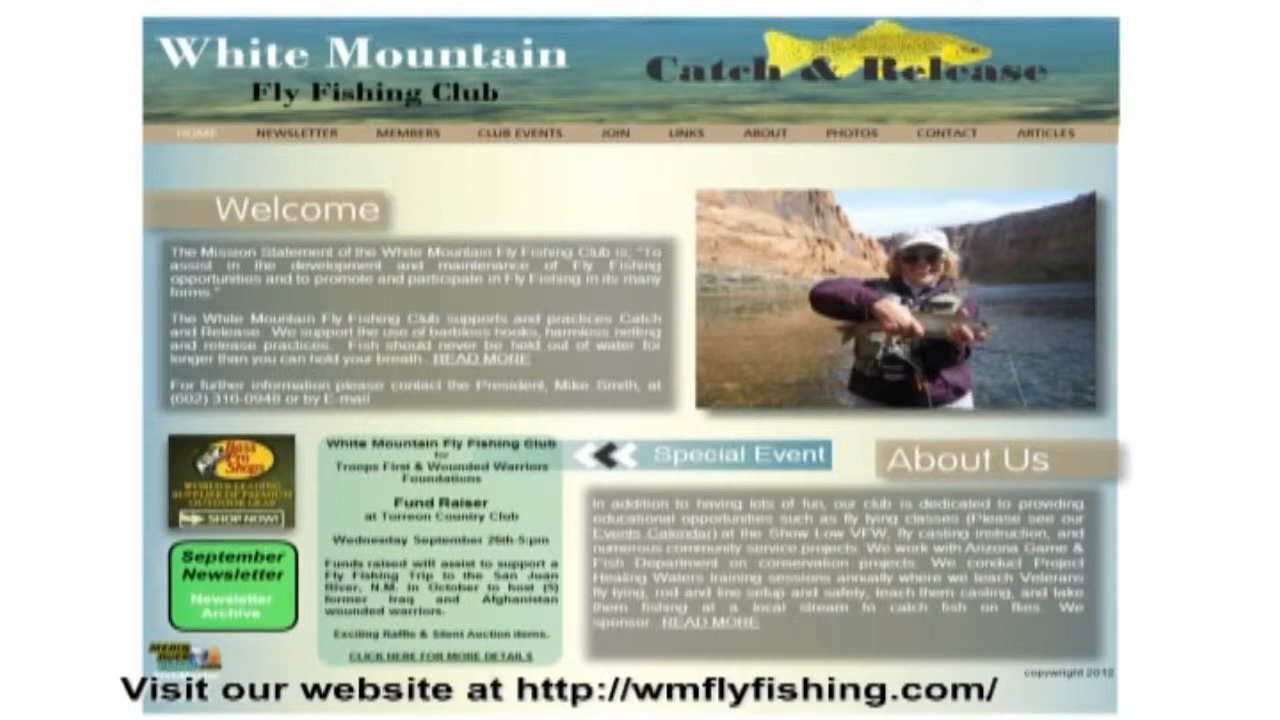 White Mountain
Fly Fishing Club
Catch & Release
HOME NEWSLETTER MEMBERS CLUB EVENTS JOIN LINKS ABOUT PHOTOS CONTACT ARTICLES
Welcome
The Mission Statement of the White Mountain Fly Fishing Club is, "To
assist in the development and maintenance of Fly Fishing
opportunities and to promote and participate in Fly Fishing in its many
forms."
The White Mountain Fly Fishing Club supports and practices Catch
and Release. We support the use of barbless hooks, harmless netting
and release practices. Fish should never be held out of water for
longer than you can hold your breath. READ MORE
For further information please contact the President, Mike Smith, at
(602) 316-0948 or by E-mail
Bass
Pro
Shops
WORLD'S LEADING
SUPPLIER OF PREMIUM
OUTDOOR GEAR
SHOP NOW!
September
Newsletter
Newsletter
Archive
White Mountain Fly Fishing Club
for
Troops First & Wounded Warriors
Foundations
Fund Raiser
at Torreon Country Club
Wednesday September 26th 5:pm
Funds raised will assist to support a
Fly Fishing Trip to the San Juan
River, N.M. in October to host (5)
former Iraq and Afghanistan
wounded warriors.
Exciting Raffle & Silent Auction items.
CLICK HERE FOR MORE DETAILS
Special Event
About Us
In addition to having lots of fun, our club is dedicated to providing
educational opportunities such as fly tying classes (Please see our
Events Calendar) at the Show Low VFW, fly casting instruction, and
numerous community service projects. We work with Arizona Game &
Fish Department on conservation projects. We conduct Project
Healing Waters training sessions annually where we teach Veterans
fly tying, rod and line setup and safety, teach them casting, and take
them fishing at a local stream to catch fish on flies. We
sponsor. READ MORE
copywright 2012
Visit our website at http://wmflyfishing.com/